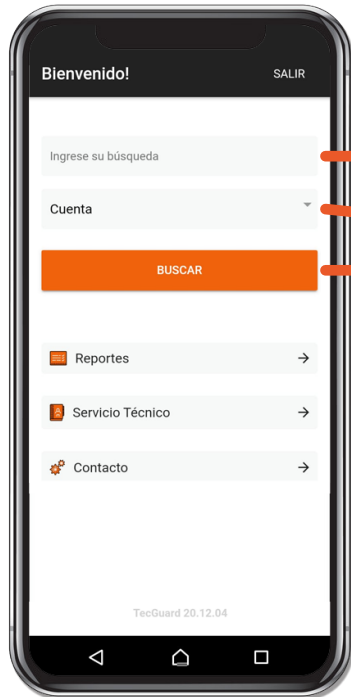 Bienvenido! SALIR
Ingrese su búsqueda
Cuenta
BUSCAR
Reportes
Servicio Técnico
Contacto
TecGuard 20.12.04